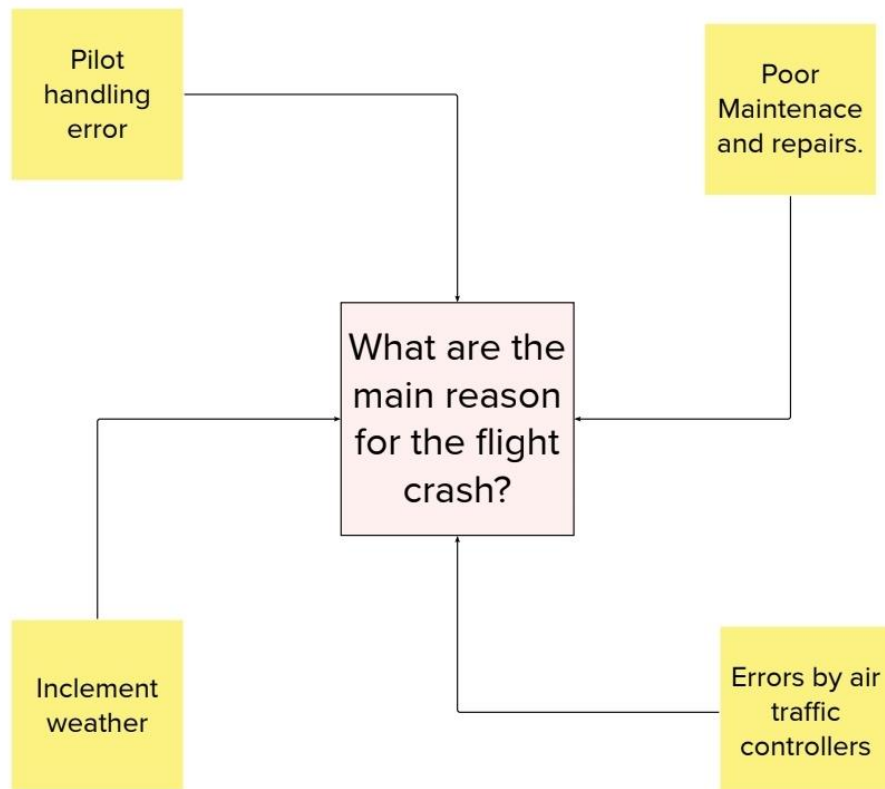 Pilot
handling
error
Poor
Maintenace
and repairs.
What are the
main reason
for the flight
crash?
Inclement
weather
Errors by air
traffic
controllers